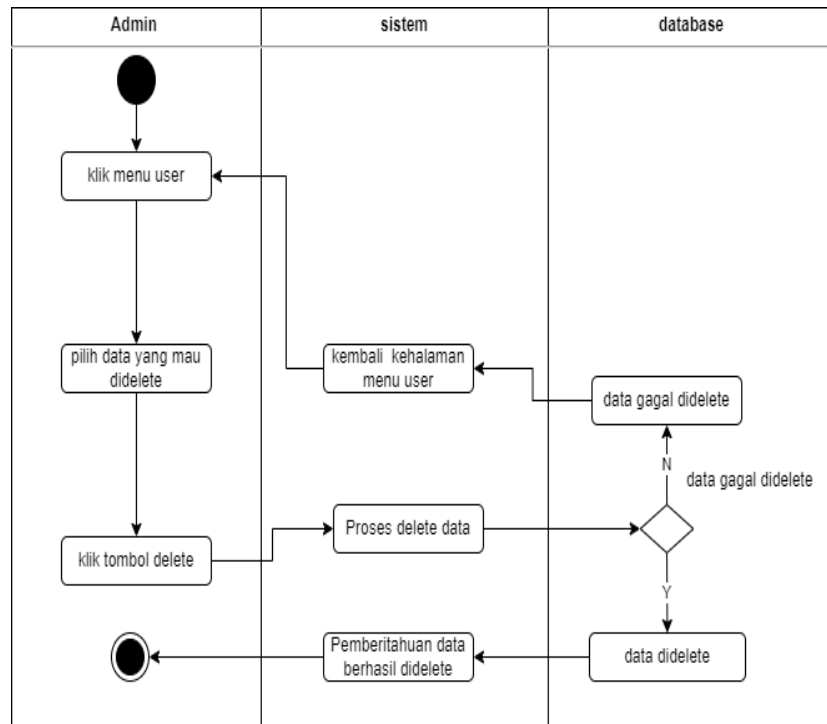 Admin
sistem
database
klik menu user
pilih data yang mau
didelete
kembali kehalaman
menu user
data gagal didelete
N
data gagal didelete
Proses delete data
klik tombol delete
Y
Pemberitahuan data
berhasil didelete
data didelete